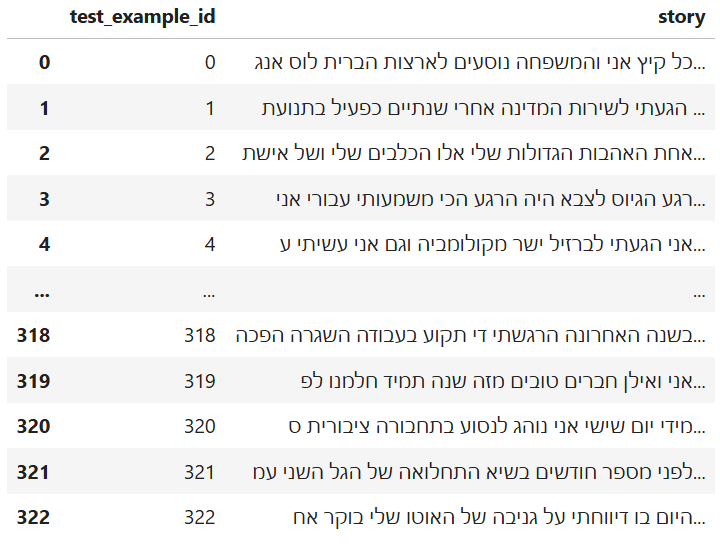 test_example_id story
0 0 כל קיץ אני והמשפחה נוסעים לארצות הברית לוס אנג...
1 1 הגעתי לשירות המדינה אחרי שנתיים כפעיל בתנועת ...
2 2 אחת האהבות הגדולות שלי אלו הכלבים שלי ושל אישת...
3 3 רגע הגיוס לצבא היה הרגע הכי משמעותי עבורי אני...
4 4 אני הגעתי לברזיל ישר מקולומביה וגם אני עשיתי ע...
... ... ...
318 318 בשנה האחרונה הרגשתי די תקוע בעבודה השגרה הפכה...
319 319 אני ואילן חברים טובים מזה שנה תמיד חלמנו לפ...
320 320 מידי יום שישי אני נוהג לנסוע בתחבורה ציבורית ס...
321 321 לפני מספר חודשים בשיא התחלואה של הגל השני עמ...
322 322 היום בו דיווחתי על גניבה של האוטו שלי בוקר אח...